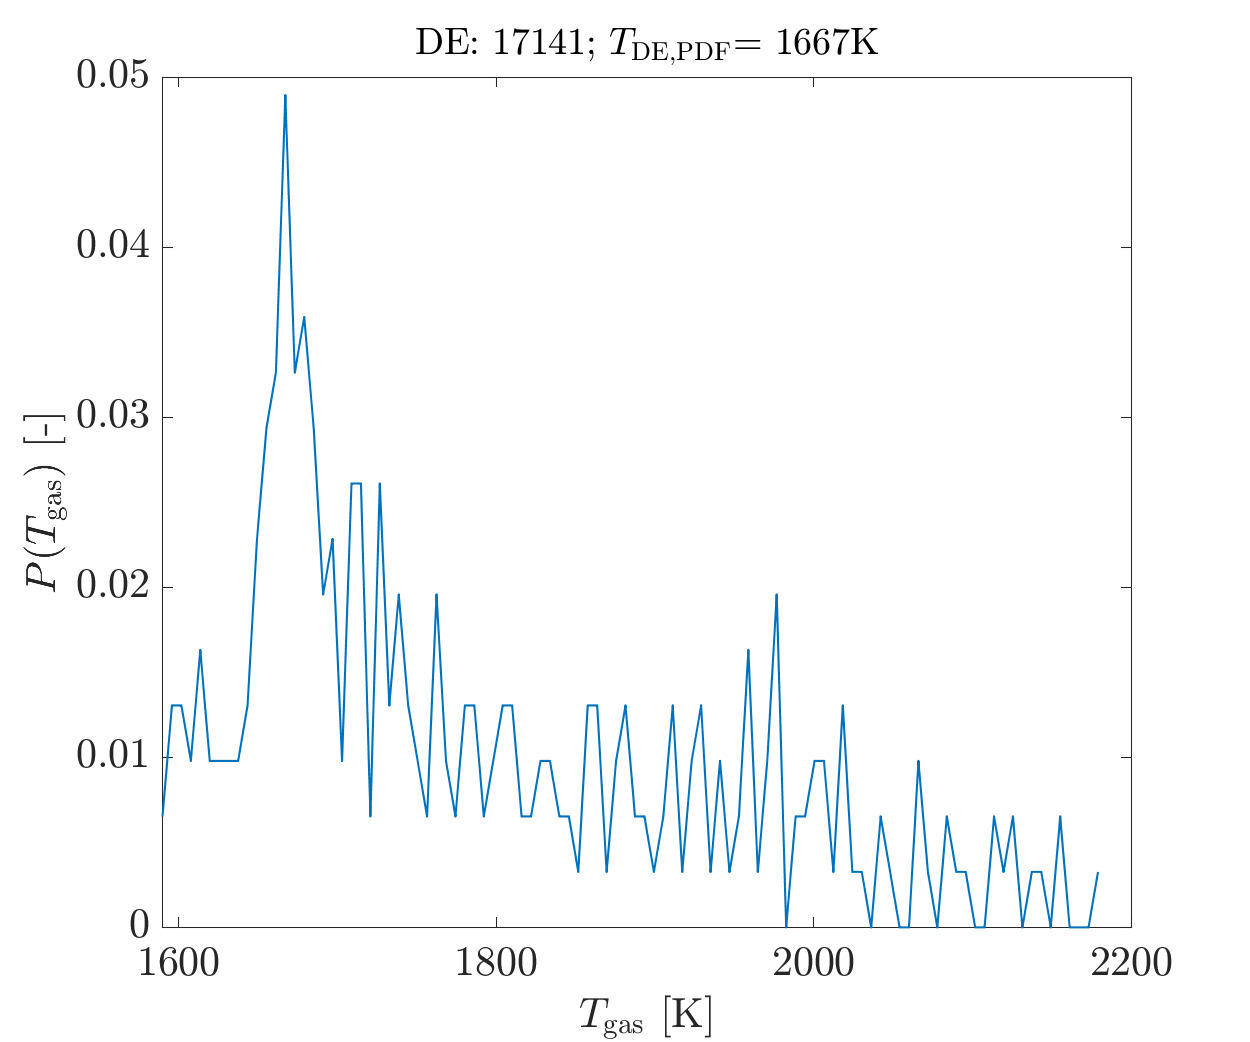 DE: 17141; T_DE,PDF= 1667K
0.05
0.04
0.03
0.02
0.01
0
P(T_gas) [-]
1600 1800 2000 2200
T_gas [K]